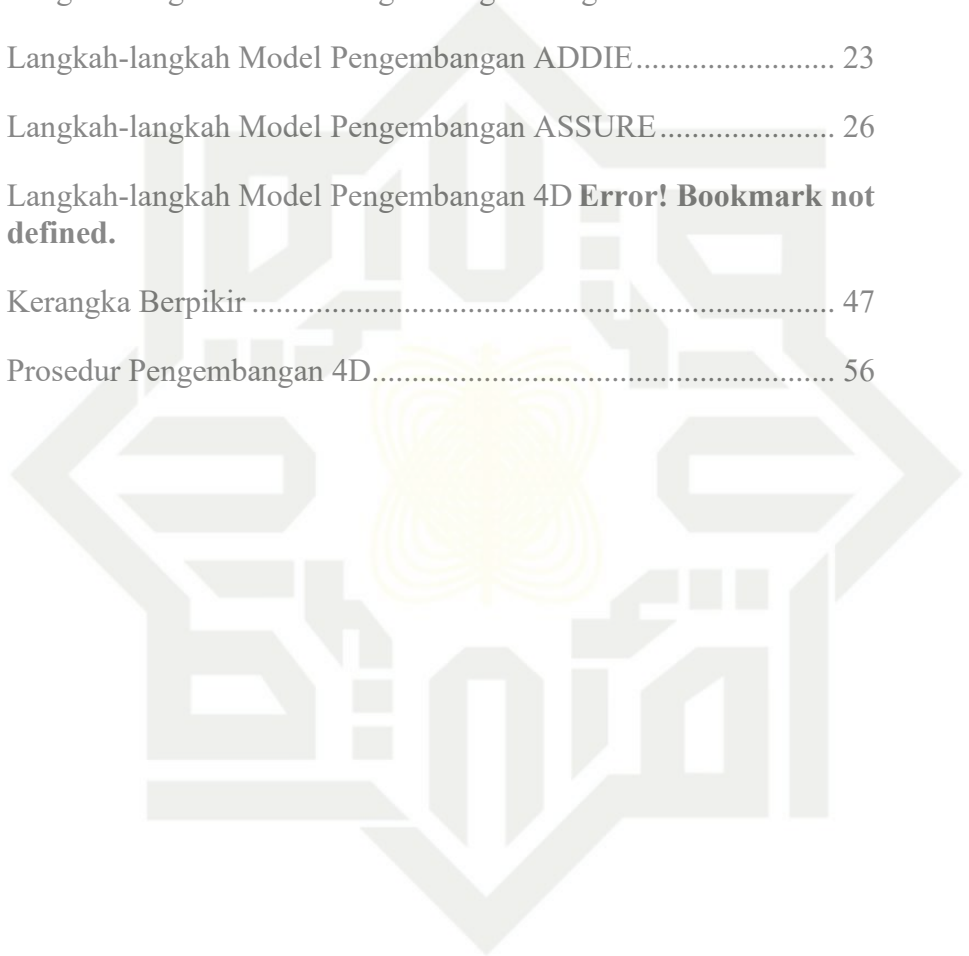 Langkah-langkah Model Pengembangan ADDIE........................ 23
Langkah-langkah Model Pengembangan ASSURE...................... 26
Langkah-langkah Model Pengembangan 4D Error! Bookmark not
defined.
Kerangka Berpikir ......................................................................... 47
Prosedur Pengembangan 4D.......................................................... 56